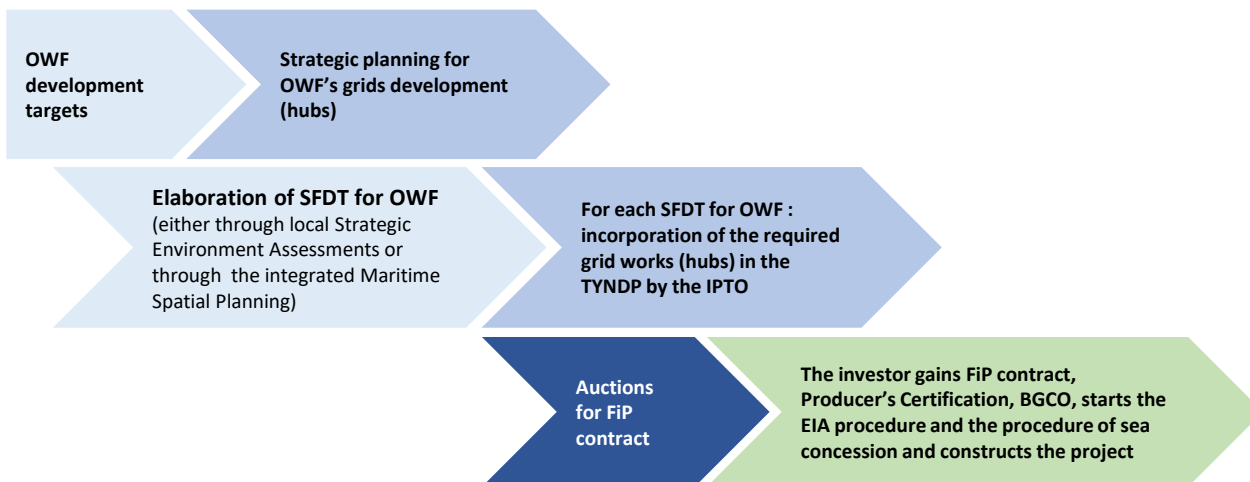 OWF
development
targets
Strategic planning for
OWF's grids development
(hubs)
Elaboration of SFDT for OWF
(either through local Strategic
Environment Assessments or
through the integrated Maritime
Spatial Planning)
For each SFDT for OWF :
incorporation of the required
grid works (hubs) in the
TYNDP by the IPTO
Auctions
for FiP
contract
The investor gains FiP contract,
Producer's Certification, BGCO, starts the
EIA procedure and the procedure of sea
concession and constructs the project